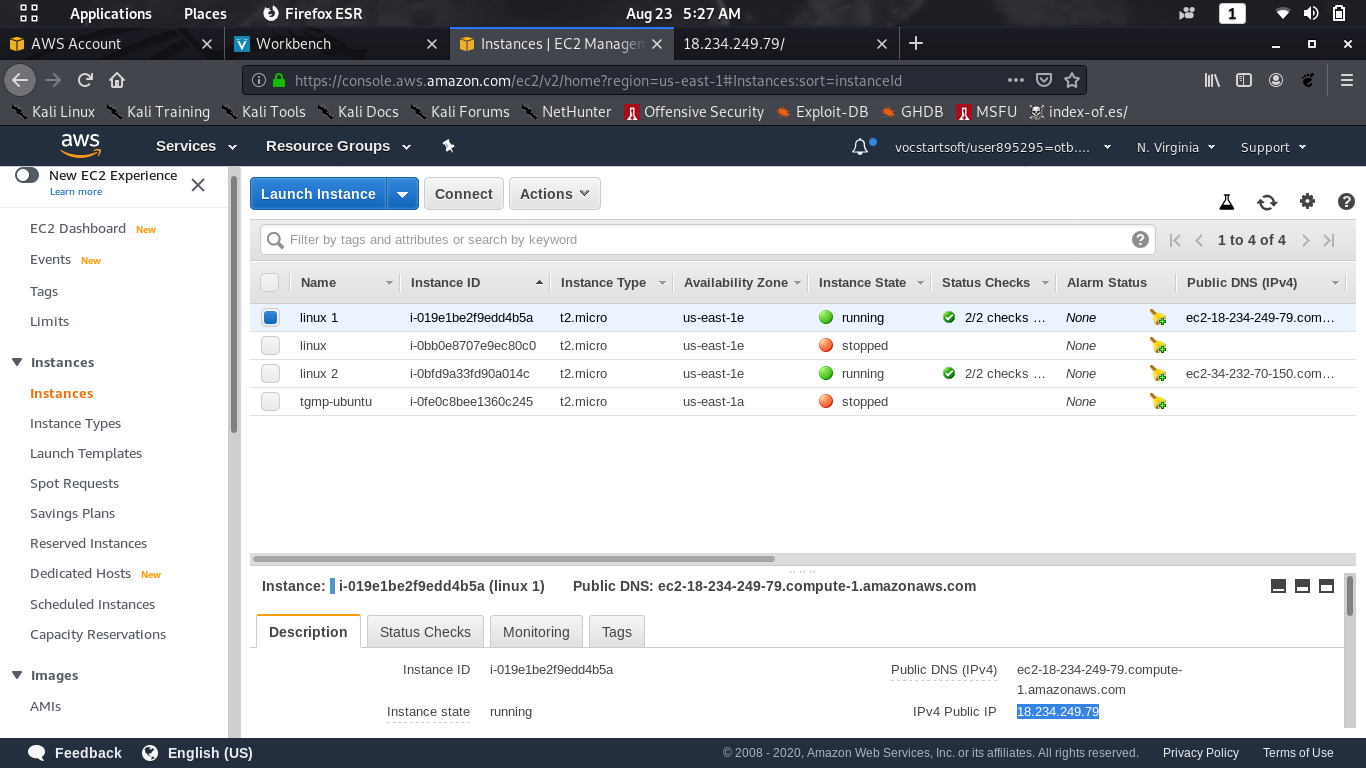 Applications Places Firefox ESR Aug 23 5:27 AM 1
AWS Account Workbench Instances | EC2 Managem 18.234.249.79/
https://console.aws.amazon.com/ec2/v2/home?region=us-east-1#Instances:sort=instanceId
Kali Linux Kali Training Kali Tools Kali Docs Kali Forums NetHunter Offensive Security Exploit-DB GHDB MSFU index-of.es/
aws Services Resource Groups vocstartsoft/user895295=otb.... N. Virginia Support
New EC2 Experience
Learn more
EC2 Dashboard New
Events New
Tags
Limits
Instances
Instances
Instance Types
Launch Templates
Spot Requests
Savings Plans
Reserved Instances
Dedicated Hosts New
Scheduled Instances
Capacity Reservations
Images
AMIs
Launch Instance Connect Actions
Filter by tags and attributes or search by keyword 1 to 4 of 4
Name Instance ID Instance Type Availability Zone Instance State Status Checks Alarm Status Public DNS (IPv4)
linux 1 i-019e1be2f9edd4b5a t2.micro us-east-1e running 2/2 checks ... None ec2-18-234-249-79.com...
linux i-0bb0e8707e9ec80c0 t2.micro us-east-1e stopped None
linux 2 i-0bfd9a33fd90a014c t2.micro us-east-1e running 2/2 checks ... None ec2-34-232-70-150.com...
tgmp-ubuntu i-0fe0c8bee1360c245 t2.micro us-east-1a stopped None
Instance: i-019e1be2f9edd4b5a (linux 1) Public DNS: ec2-18-234-249-79.compute-1.amazonaws.com
Description Status Checks Monitoring Tags
Instance ID i-019e1be2f9edd4b5a Public DNS (IPv4) ec2-18-234-249-79.compute-
1.amazonaws.com
Instance state running IPv4 Public IP 18.234.249.79
Feedback English (US) © 2008 - 2020, Amazon Web Services, Inc. or its affiliates. All rights reserved. Privacy Policy Terms of Use